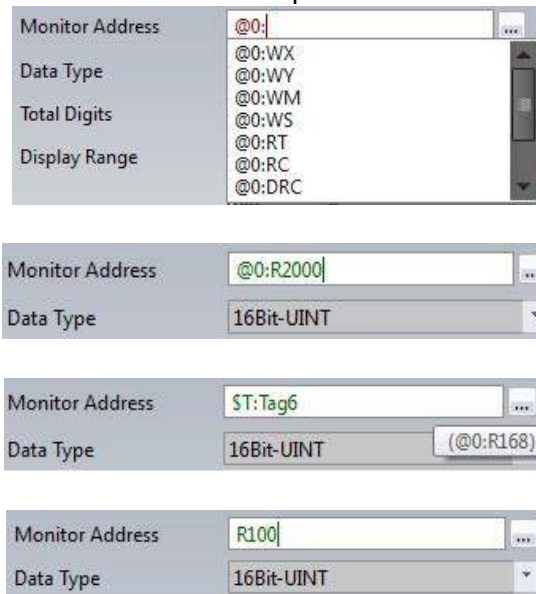 Monitor Address @0: ...
@0:WX
Data Type @0:WY
@0:WM
Total Digits @0:WS
@0:RT
Display Range @0:RC
@0:DRC
Monitor Address @0:R2000
Data Type 16Bit-UINT
Monitor Address $T:Tag6 ...
Data Type 16Bit-UINT (@0:R168)
Monitor Address R100 ...
Data Type 16Bit-UINT